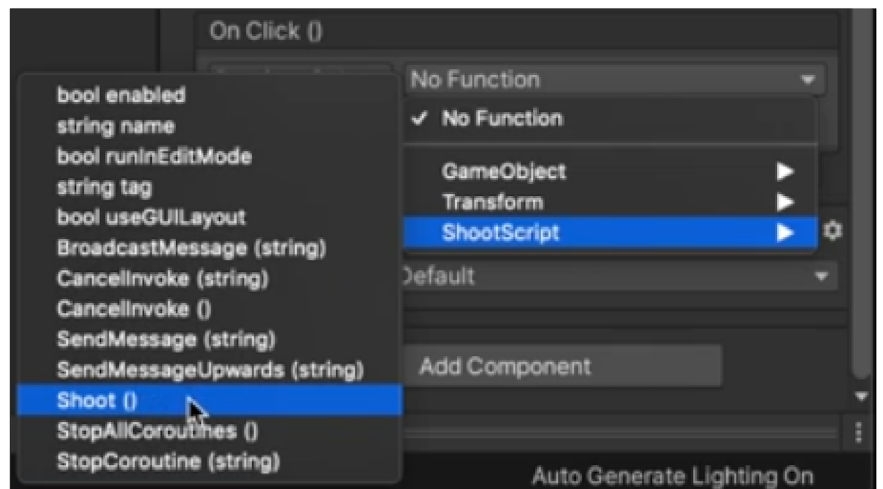 On Click ()
No Function
No Function
GameObject
Transform
ShootScript
bool enabled
string name
bool runInEditMode
string tag
bool useGUILayout
BroadcastMessage (string)
CancelInvoke (string)
CancelInvoke ()
SendMessage (string)
SendMessageUpwards (string)
Shoot ()
StopAllCoroutines ()
StopCoroutine (string)
Default
Add Component
Auto Generate Lighting On